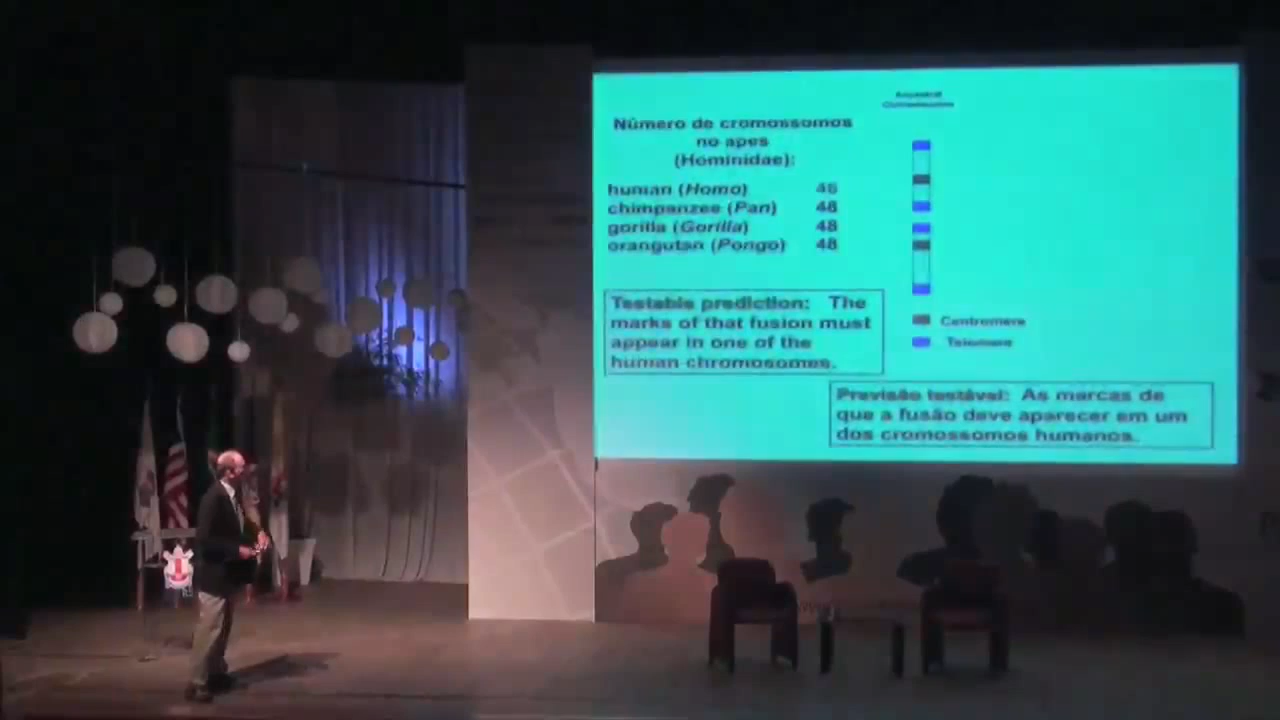 Ancestral
Chromosomes
Número de cromossomos
no apes
(Hominidae):
human (Homo) 46
chimpanzee (Pan) 48
gorilla (Gorilla) 48
orangutan (Pongo) 48
Testable prediction: The
marks of that fusion must
appear in one of the
human chromosomes.
Centromere
Telomere
Previsão testável: As marcas de
que a fusão deve aparecer em um
dos cromossomos humanos.